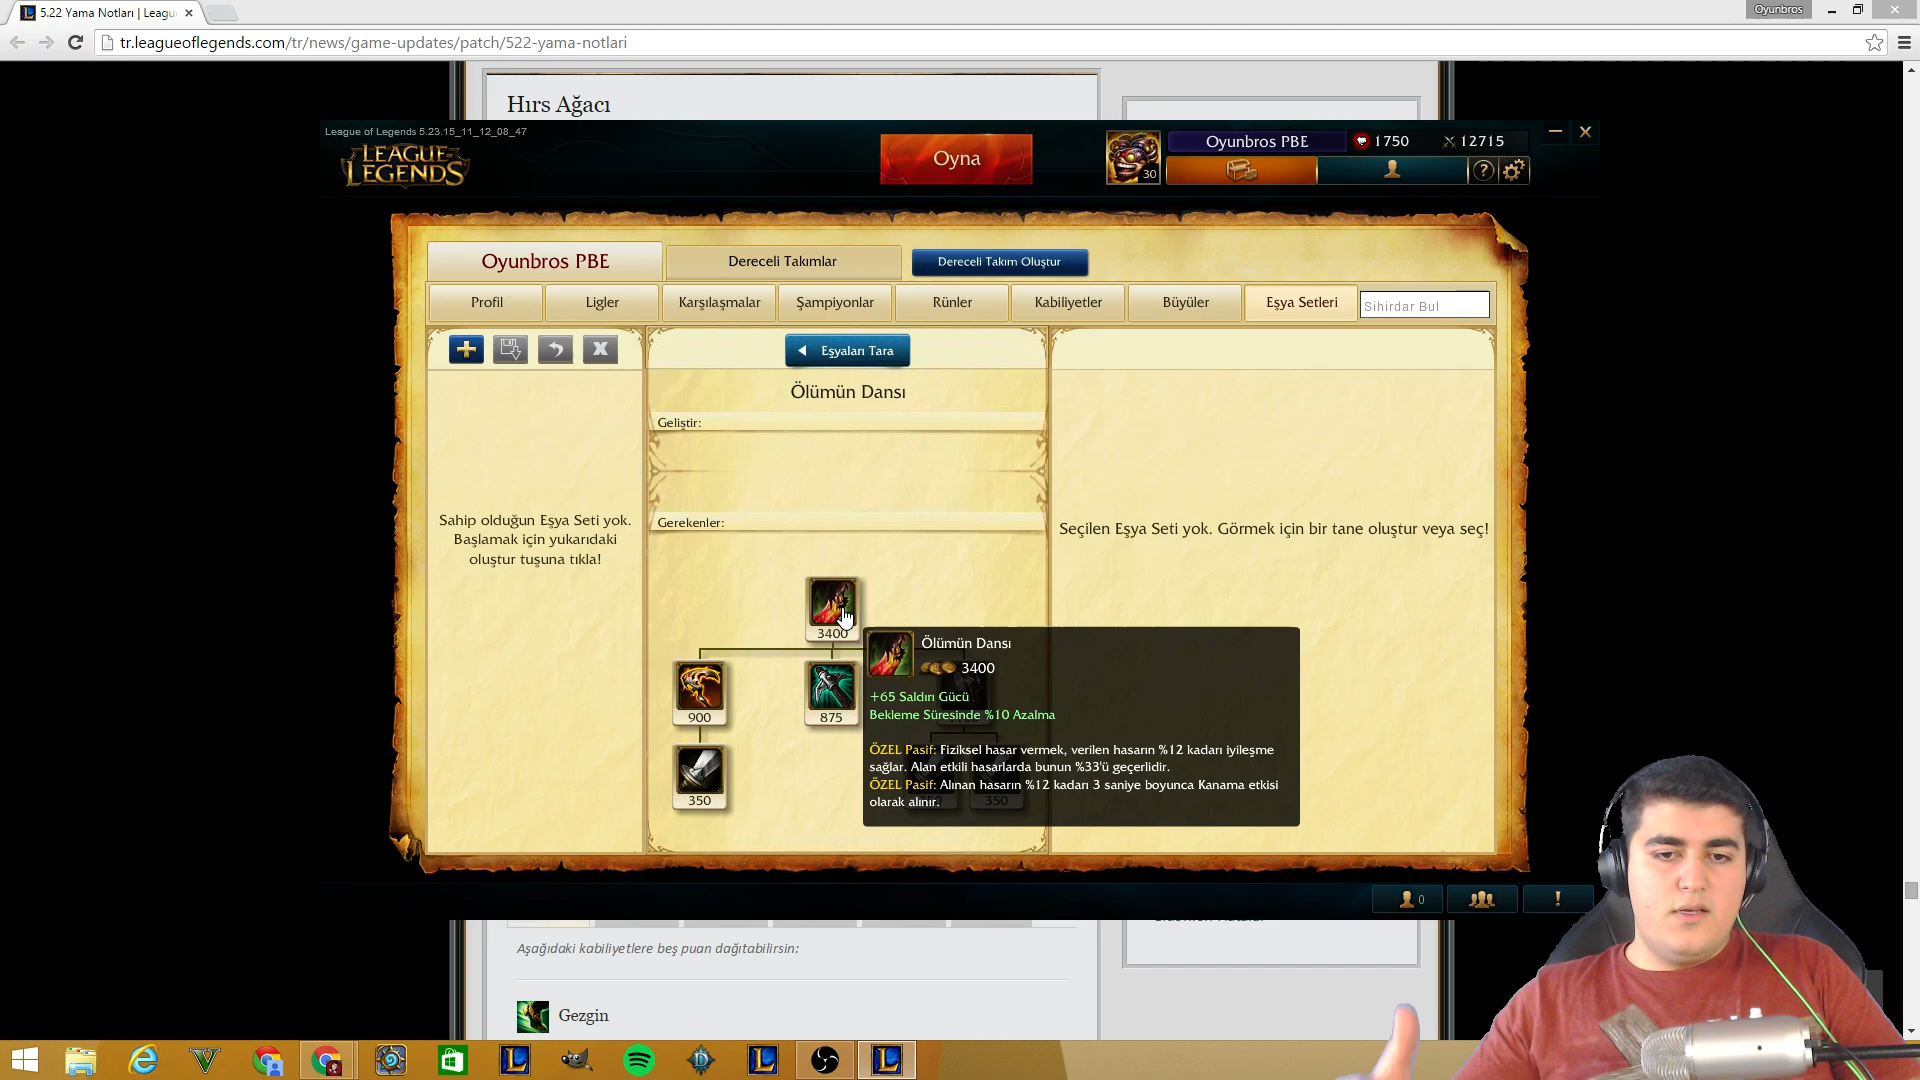 5.22 Yama Notları | Leagu
Oyunbros
tr.leagueoflegends.com/tr/news/game-updates/patch/522-yama-notlari
Hırs Ağacı
League of Legends 5.23.15_11_12_08_47
LEAGUE OF LEGENDS
Oyna
30
Oyunbros PBE
1750
12715
?
Oyunbros PBE
Dereceli Takımlar
Dereceli Takım Oluştur
Profil
Ligler
Karşılaşmalar
Şampiyonlar
Rünler
Kabiliyetler
Büyüler
Eşya Setleri
Sihirdar Bul
Eşyaları Tara
Ölümün Dansı
Geliştir:
Sahip olduğun Eşya Seti yok.
Başlamak için yukarıdaki
oluştur tuşuna tıkla!
Gerekenler:
Seçilen Eşya Seti yok. Görmek için bir tane oluştur veya seç!
3400
900
875
350
350
Ölümün Dansı
3400
+65 Saldırı Gücü
Bekleme Süresinde %10 Azalma
ÖZEL Pasif: Fiziksel hasar vermek, verilen hasarın %12 kadarı iyileşme
sağlar. Alan etkili hasarlarda bunun %33'ü geçerlidir.
ÖZEL Pasif: Alınan hasarın %12 kadarı 3 saniye boyunca Kanama etkisi
olarak alınır.
0
!
Aşağıdaki kabiliyetlere beş puan dağıtabilirsin:
Gezgin